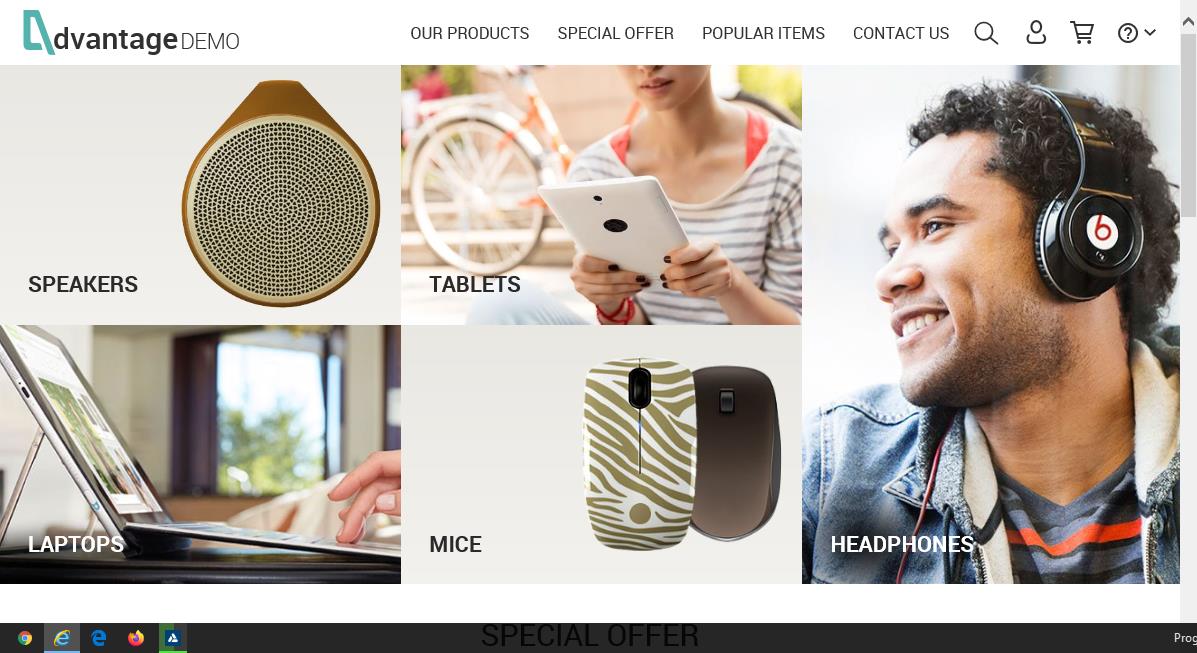 dvantage DEMO
OUR PRODUCTS
SPECIAL OFFER
POPULAR ITEMS
CONTACT US
SPEAKERS
TABLETS
LAPTOPS
MICE
HEADPHONES
SPECIAL OFFER
Prog